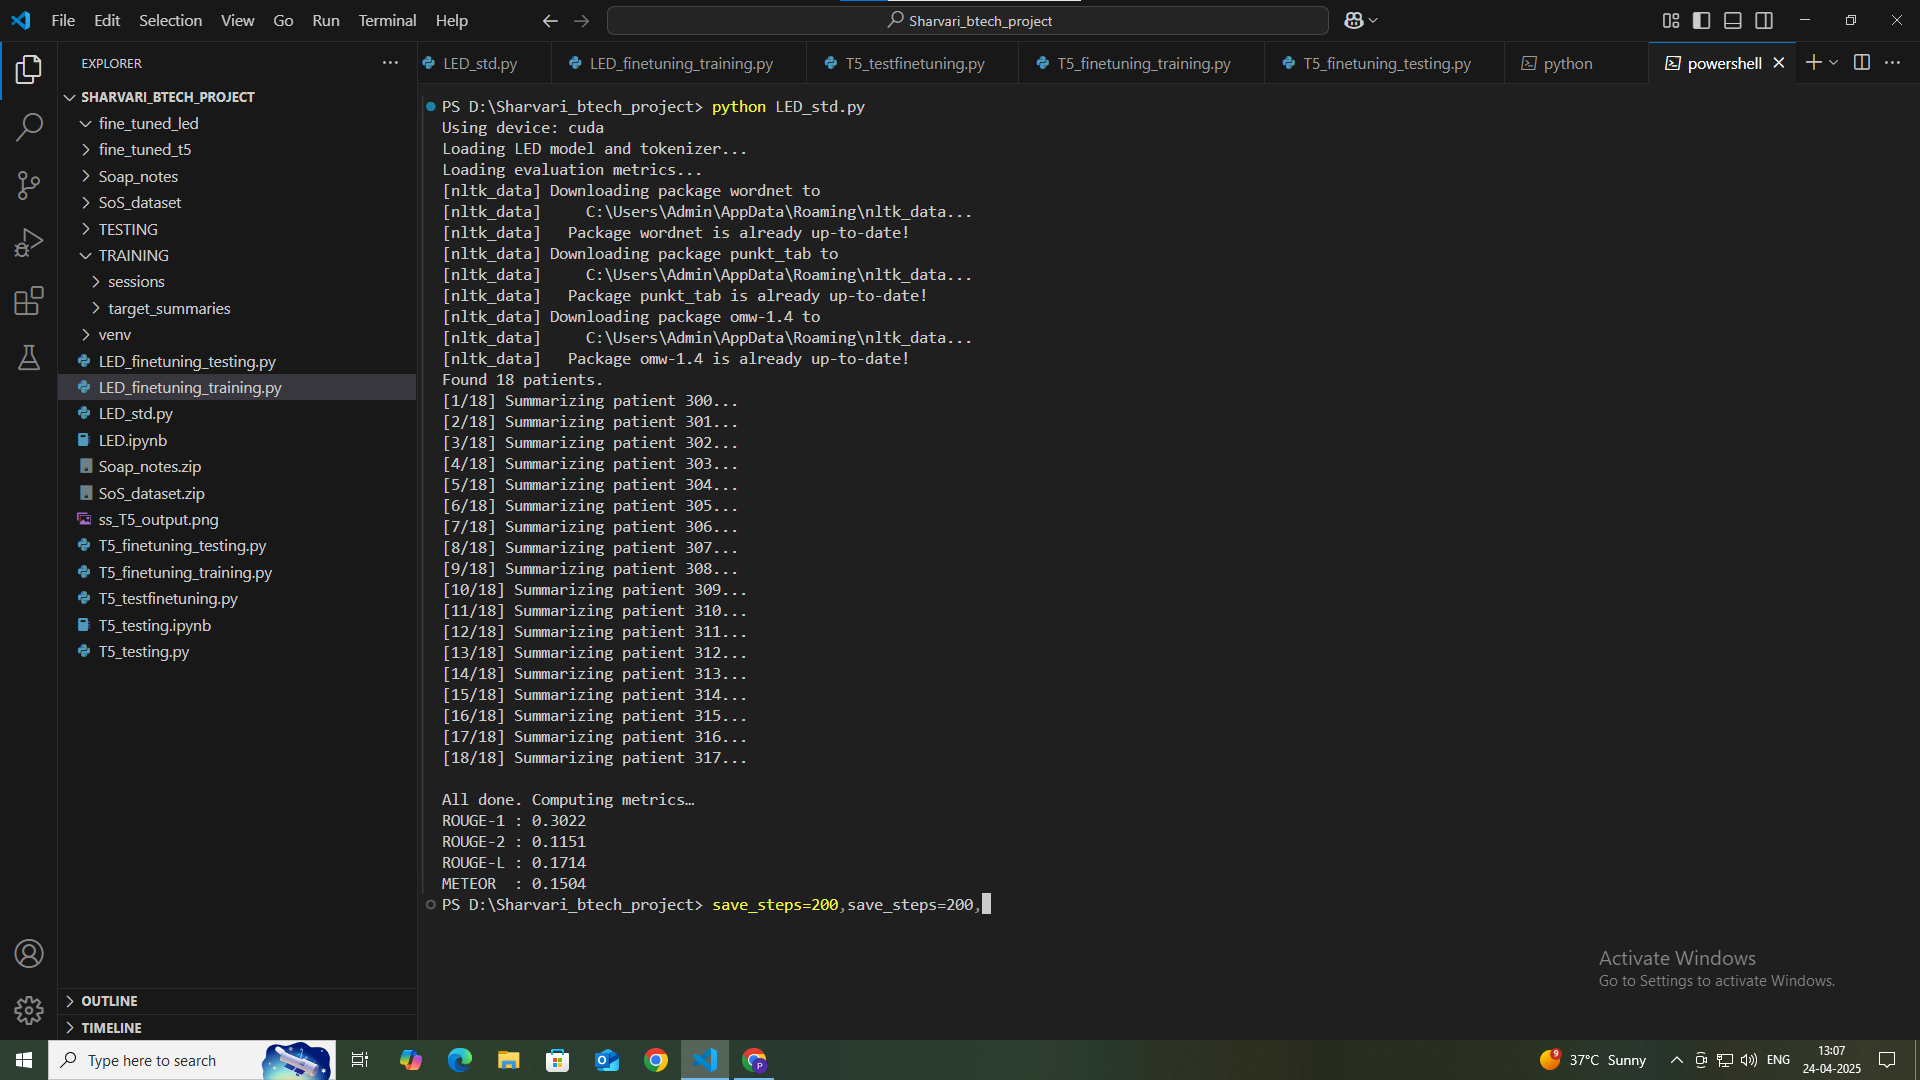 File Edit Selection View Go Run Terminal Help
Sharvari_btech_project
EXPLORER
SHARVARI_BTECH_PROJECT
fine_tuned_led
fine_tuned_t5
Soap_notes
SoS_dataset
TESTING
TRAINING
sessions
target_summaries
venv
LED_finetuning_testing.py
LED_finetuning_training.py
LED_std.py
LED.ipynb
Soap_notes.zip
SoS_dataset.zip
ss_T5_output.png
T5_finetuning_testing.py
T5_finetuning_training.py
T5_testfinetuning.py
T5_testing.ipynb
T5_testing.py
OUTLINE
TIMELINE
LED_std.py LED_finetuning_training.py T5_testfinetuning.py T5_finetuning_training.py T5_finetuning_testing.py python powershell
PS D:\Sharvari_btech_project> python LED_std.py
Using device: cuda
Loading LED model and tokenizer...
Loading evaluation metrics...
[nltk_data] Downloading package wordnet to
[nltk_data]     C:\Users\Admin\AppData\Roaming\nltk_data...
[nltk_data]   Package wordnet is already up-to-date!
[nltk_data] Downloading package punkt_tab to
[nltk_data]     C:\Users\Admin\AppData\Roaming\nltk_data...
[nltk_data]   Package punkt_tab is already up-to-date!
[nltk_data] Downloading package omw-1.4 to
[nltk_data]     C:\Users\Admin\AppData\Roaming\nltk_data...
[nltk_data]   Package omw-1.4 is already up-to-date!
Found 18 patients.
[1/18] Summarizing patient 300...
[2/18] Summarizing patient 301...
[3/18] Summarizing patient 302...
[4/18] Summarizing patient 303...
[5/18] Summarizing patient 304...
[6/18] Summarizing patient 305...
[7/18] Summarizing patient 306...
[8/18] Summarizing patient 307...
[9/18] Summarizing patient 308...
[10/18] Summarizing patient 309...
[11/18] Summarizing patient 310...
[12/18] Summarizing patient 311...
[13/18] Summarizing patient 312...
[14/18] Summarizing patient 313...
[15/18] Summarizing patient 314...
[16/18] Summarizing patient 315...
[17/18] Summarizing patient 316...
[18/18] Summarizing patient 317...
All done. Computing metrics…
ROUGE-1 : 0.3022
ROUGE-2 : 0.1151
ROUGE-L : 0.1714
METEOR  : 0.1504
PS D:\Sharvari_btech_project> save_steps=200,save_steps=200,
Activate Windows
Go to Settings to activate Windows.
Type here to search
9
P
37°C Sunny
ENG
13:07
24-04-2025